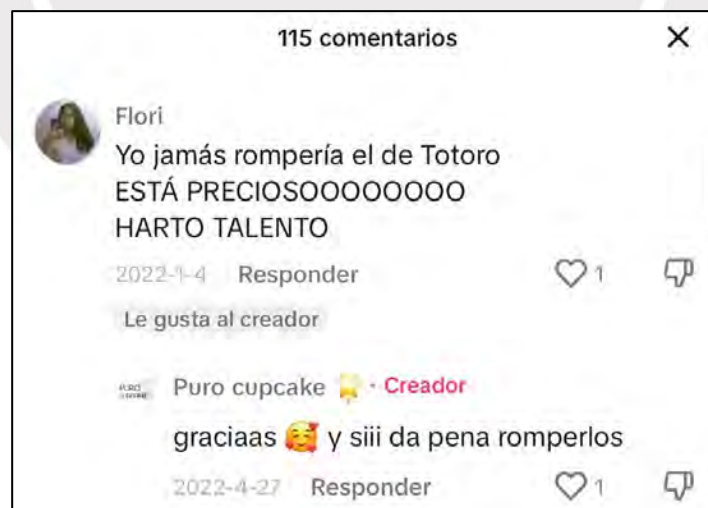 115 comentarios
Flori
Yo jamás rompería el de Totoro
ESTÁ PRECIOSOOOOOOOO
HARTO TALENTO
2022-1-4 Responder 1
Le gusta al creador
Puro cupcake · Creador
graciaas 🥰 y siii da pena romperlos
2022-4-27 Responder 1